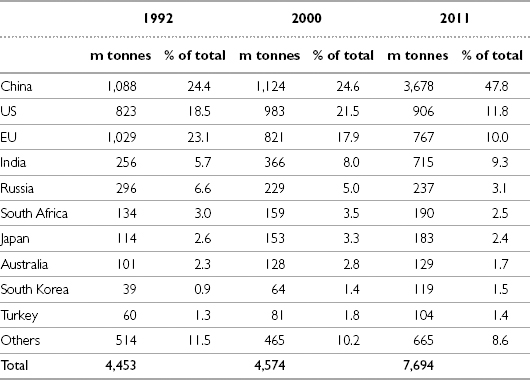 1992 2000 2011
m tonnes % of total m tonnes % of total m tonnes % of total
China 1,088 24.4 1,124 24.6 3,678 47.8
US 823 18.5 983 21.5 906 11.8
EU 1,029 23.1 821 17.9 767 10.0
India 256 5.7 366 8.0 715 9.3
Russia 296 6.6 229 5.0 237 3.1
South Africa 134 3.0 159 3.5 190 2.5
Japan 114 2.6 153 3.3 183 2.4
Australia 101 2.3 128 2.8 129 1.7
South Korea 39 0.9 64 1.4 119 1.5
Turkey 60 1.3 81 1.8 104 1.4
Others 514 11.5 465 10.2 665 8.6
Total 4,453 4,574 7,694